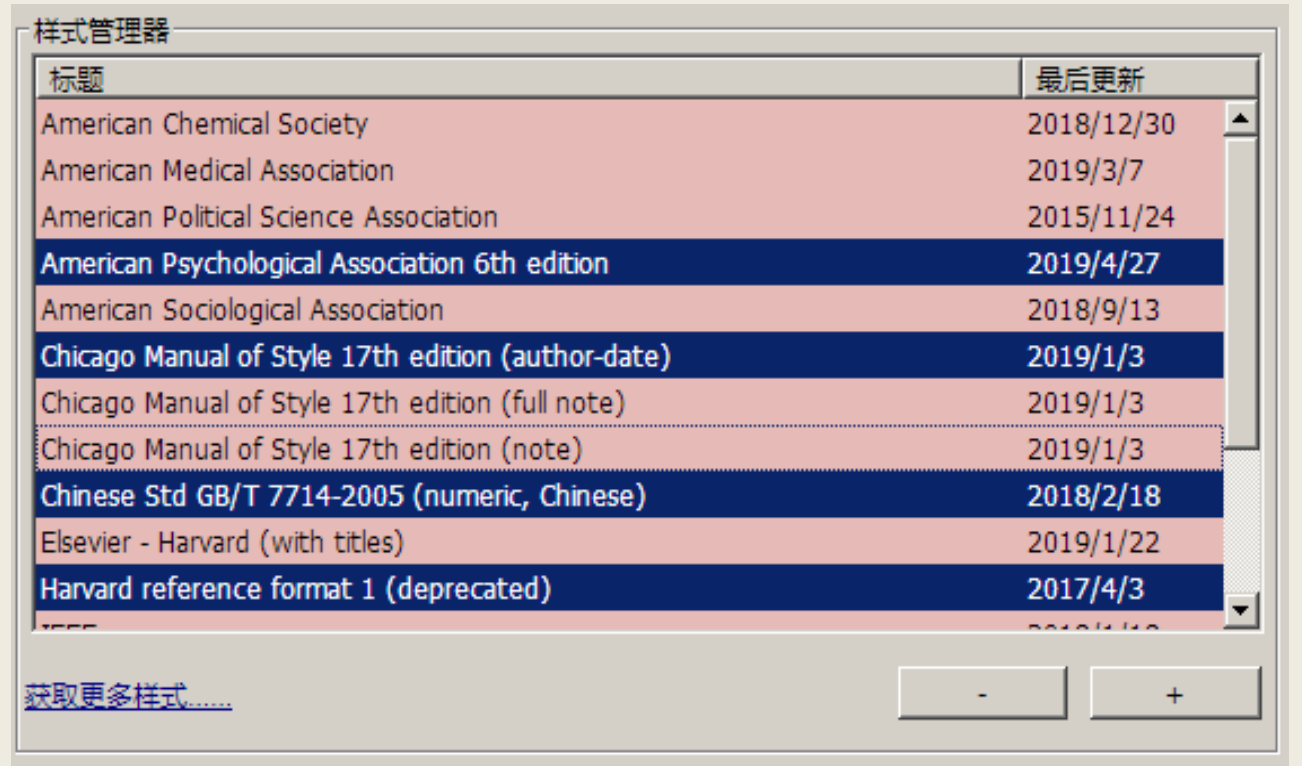 样式管理器
标题 最后更新
American Chemical Society 2018/12/30
American Medical Association 2019/3/7
American Political Science Association 2015/11/24
American Psychological Association 6th edition 2019/4/27
American Sociological Association 2018/9/13
Chicago Manual of Style 17th edition (author-date) 2019/1/3
Chicago Manual of Style 17th edition (full note) 2019/1/3
Chicago Manual of Style 17th edition (note) 2019/1/3
Chinese Std GB/T 7714-2005 (numeric, Chinese) 2018/2/18
Elsevier - Harvard (with titles) 2019/1/22
Harvard reference format 1 (deprecated) 2017/4/3
IEEE
获取更多样式...... - +